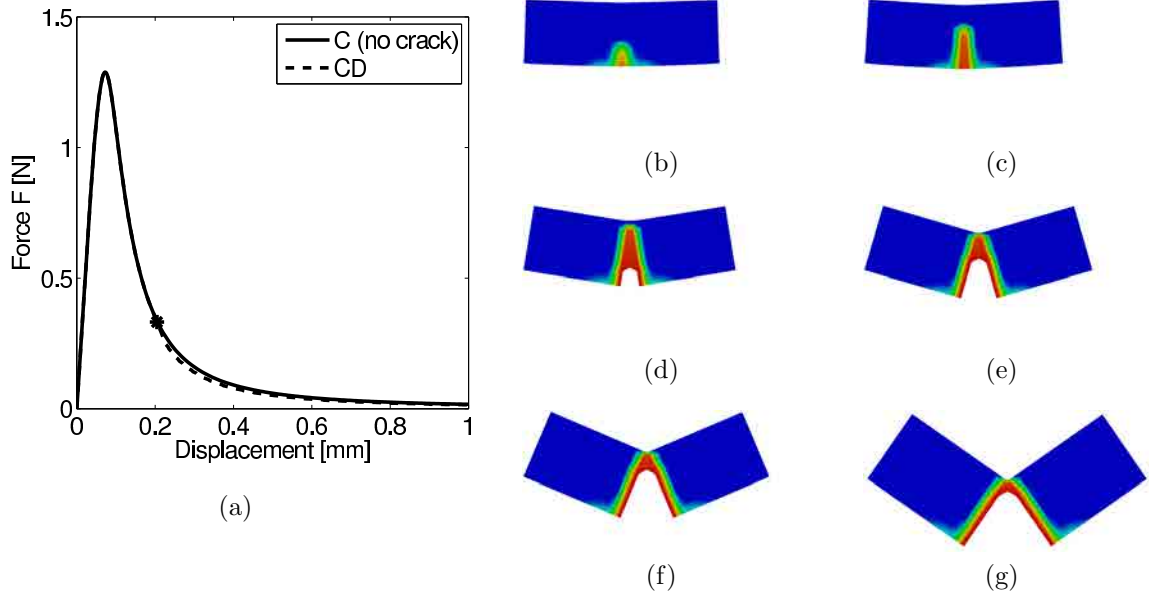 1.5
1
0.5
0
0
0.2
0.4
0.6
0.8
1
Force F [N]
Displacement [mm]
C (no crack)
CD
(a)
(b)
(c)
(d)
(e)
(f)
(g)